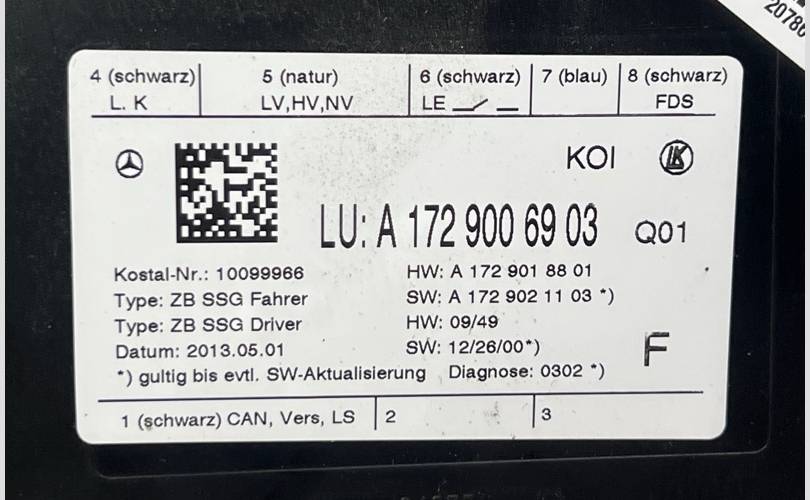 2078
4 (schwarz) 5 (natur) 6 (schwarz) 7 (blau) 8 (schwarz)
L. K LV,HV,NV LE FDS
KOI LK
LU: A 172 900 69 03 Q01
Kostal-Nr.: 10099966 HW: A 172 901 88 01
Type: ZB SSG Fahrer SW: A 172 902 11 03 *)
Type: ZB SSG Driver HW: 09/49
Datum: 2013.05.01 SW: 12/26/00*) F
*) gultig bis evtl. SW-Aktualisierung Diagnose: 0302 *)
1 (schwarz) CAN, Vers, LS 2 3